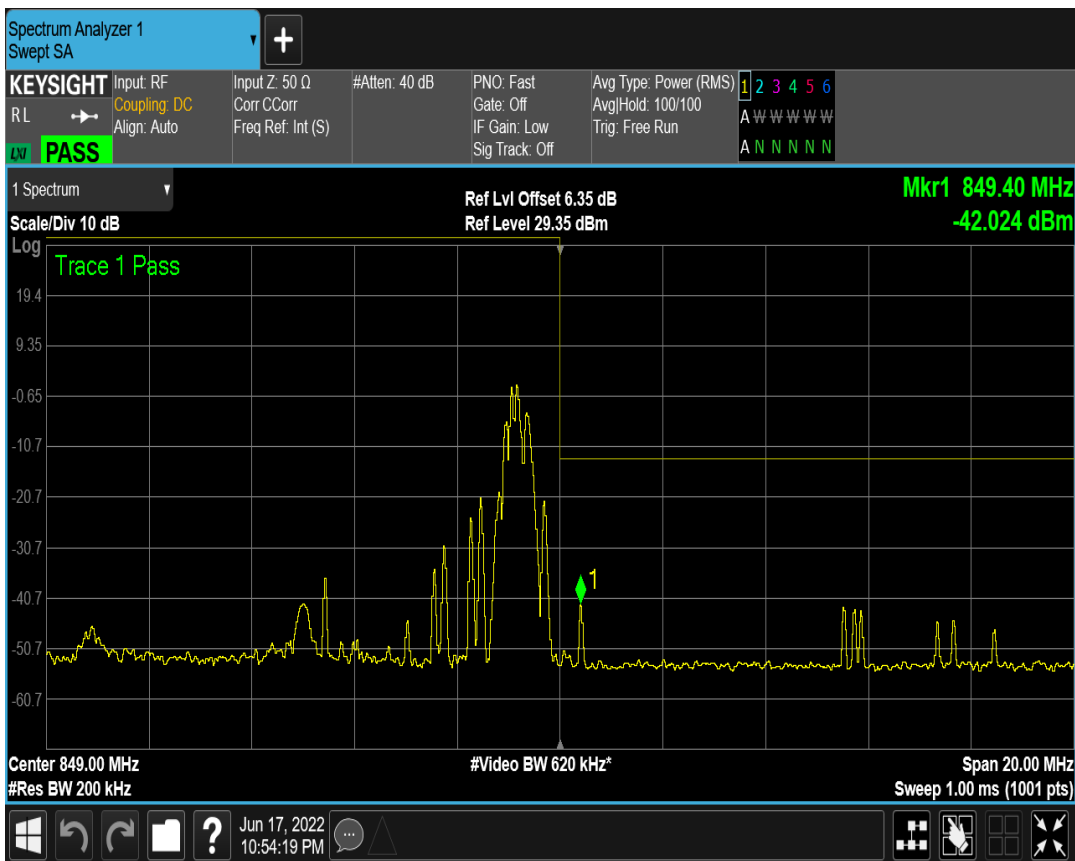 Spectrum Analyzer 1
Swept SA
+
KEYSIGHT
R L
LXI PASS
Input: RF
Coupling: DC
Align: Auto
Input Z: 50 Ω
Corr CCorr
Freq Ref: Int (S)
#Atten: 40 dB
PNO: Fast
Gate: Off
IF Gain: Low
Sig Track: Off
Avg Type: Power (RMS)
Avg|Hold: 100/100
Trig: Free Run
1 2 3 4 5 6
A W W W W W
A N N N N N
1 Spectrum
Scale/Div 10 dB
Ref Lvl Offset 6.35 dB
Ref Level 29.35 dBm
Mkr1 849.40 MHz
-42.024 dBm
Log
Trace 1 Pass
19.4
9.35
-0.65
-10.7
-20.7
-30.7
-40.7
-50.7
-60.7
1
Center 849.00 MHz
#Res BW 200 kHz
#Video BW 620 kHz*
Span 20.00 MHz
Sweep 1.00 ms (1001 pts)
?
Jun 17, 2022
10:54:19 PM